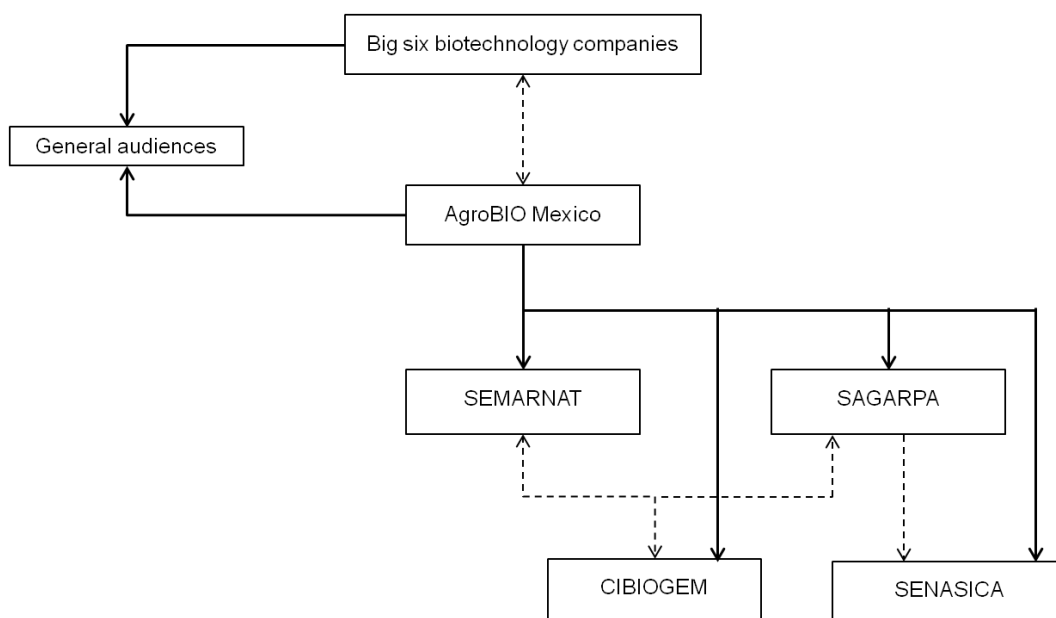 Big six biotechnology companies
General audiences
AgroBIO Mexico
SEMARNAT
SAGARPA
CIBIOGEM
SENASICA